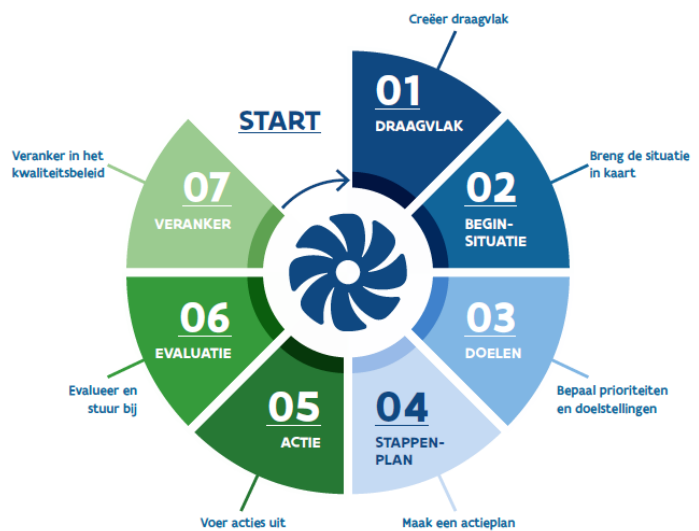 START
Creëer draagvlak
01
DRAAGVLAK
Breng de situatie
in kaart
02
BEGIN-
SITUATIE
03
DOELEN
Bepaal prioriteiten
en doelstellingen
04
STAPPEN-
PLAN
Maak een actieplan
05
ACTIE
Voer acties uit
06
EVALUATIE
Evalueer en
stuur bij
07
VERANKER
Veranker in het
kwaliteitsbeleid